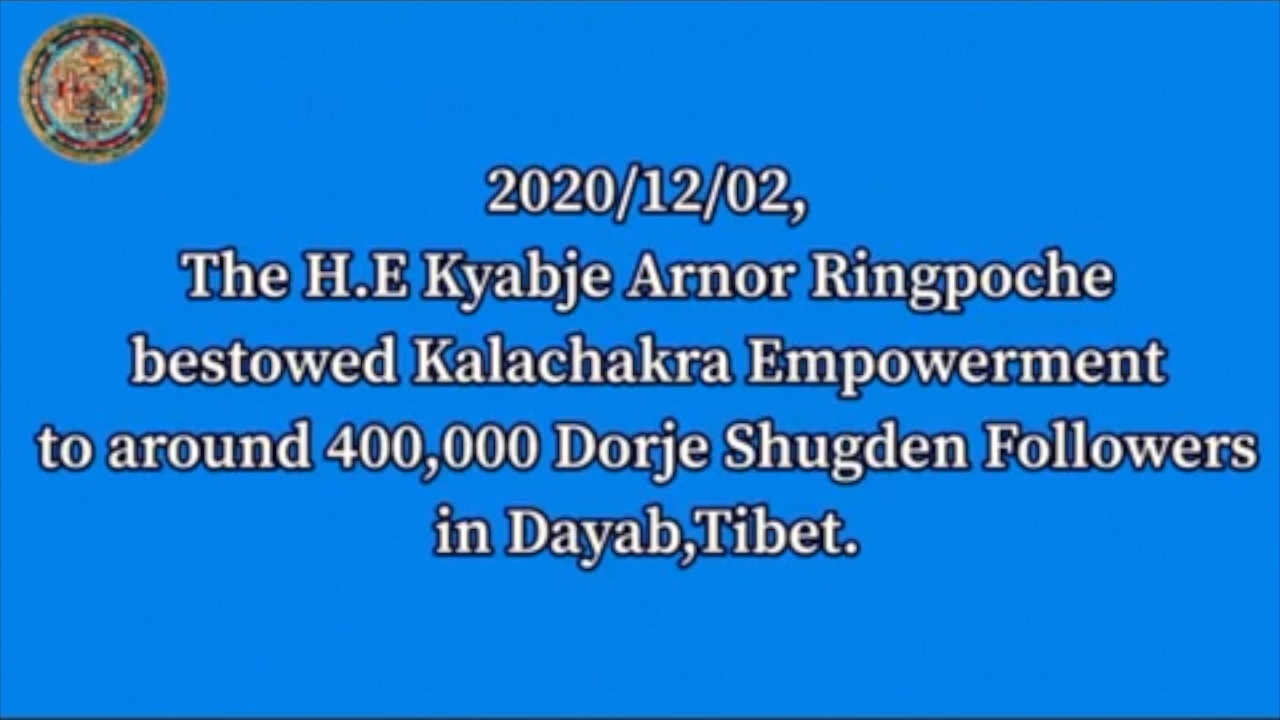 2020/12/02,
The H.E Kyabje Arnor Ringpoche
bestowed Kalachakra Empowerment
to around 400,000 Dorje Shugden Followers
in Dayab,Tibet.